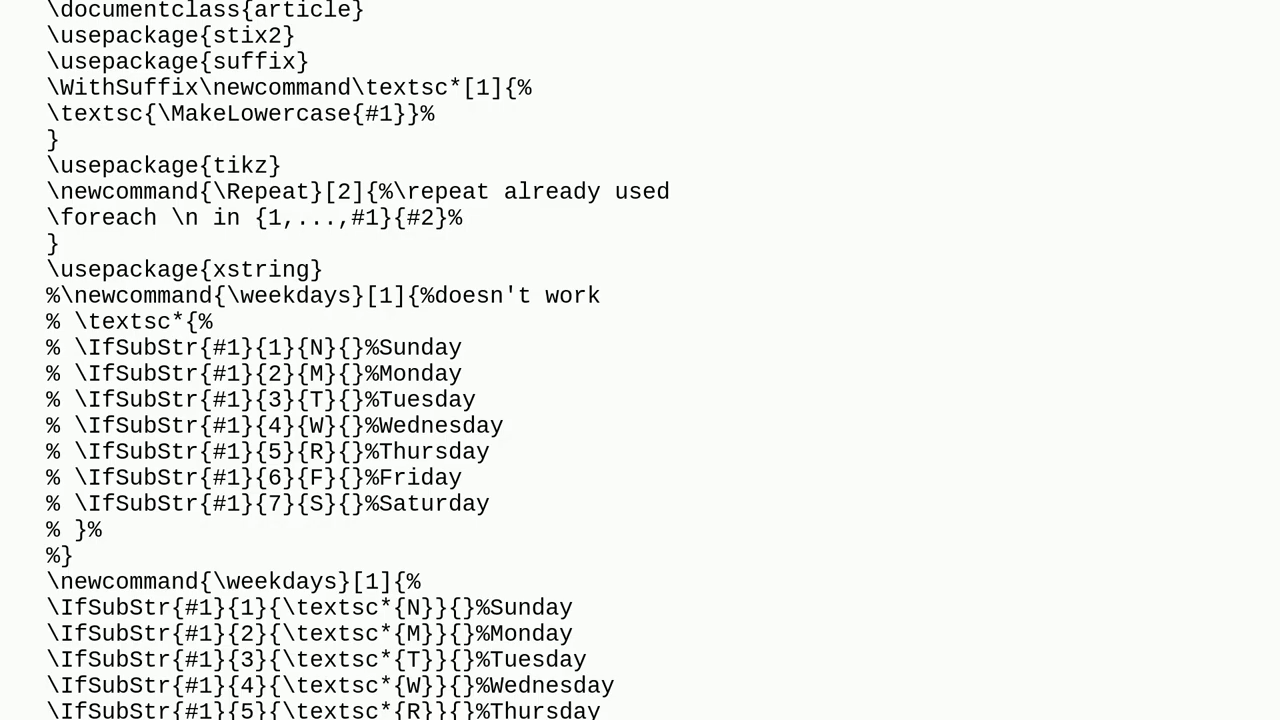 \documentclass{article}
\usepackage{stix2}
\usepackage{suffix}
\WithSuffix\newcommand\textsc*[1]{%
\textsc{\MakeLowercase{#1}}%
}
\usepackage{tikz}
\newcommand{\Repeat}[2]{%\repeat already used
\foreach \n in {1,...,#1}{#2}%
}
\usepackage{xstring}
%\newcommand{\weekdays}[1]{%doesn't work
% \textsc*{%
% \IfSubStr{#1}{1}{N}{}%Sunday
% \IfSubStr{#1}{2}{M}{}%Monday
% \IfSubStr{#1}{3}{T}{}%Tuesday
% \IfSubStr{#1}{4}{W}{}%Wednesday
% \IfSubStr{#1}{5}{R}{}%Thursday
% \IfSubStr{#1}{6}{F}{}%Friday
% \IfSubStr{#1}{7}{S}{}%Saturday
% }%
%}
\newcommand{\weekdays}[1]{%
\IfSubStr{#1}{1}{\textsc*{N}}{}%Sunday
\IfSubStr{#1}{2}{\textsc*{M}}{}%Monday
\IfSubStr{#1}{3}{\textsc*{T}}{}%Tuesday
\IfSubStr{#1}{4}{\textsc*{W}}{}%Wednesday
\IfSubStr{#1}{5}{\textsc*{R}}{}%Thursday